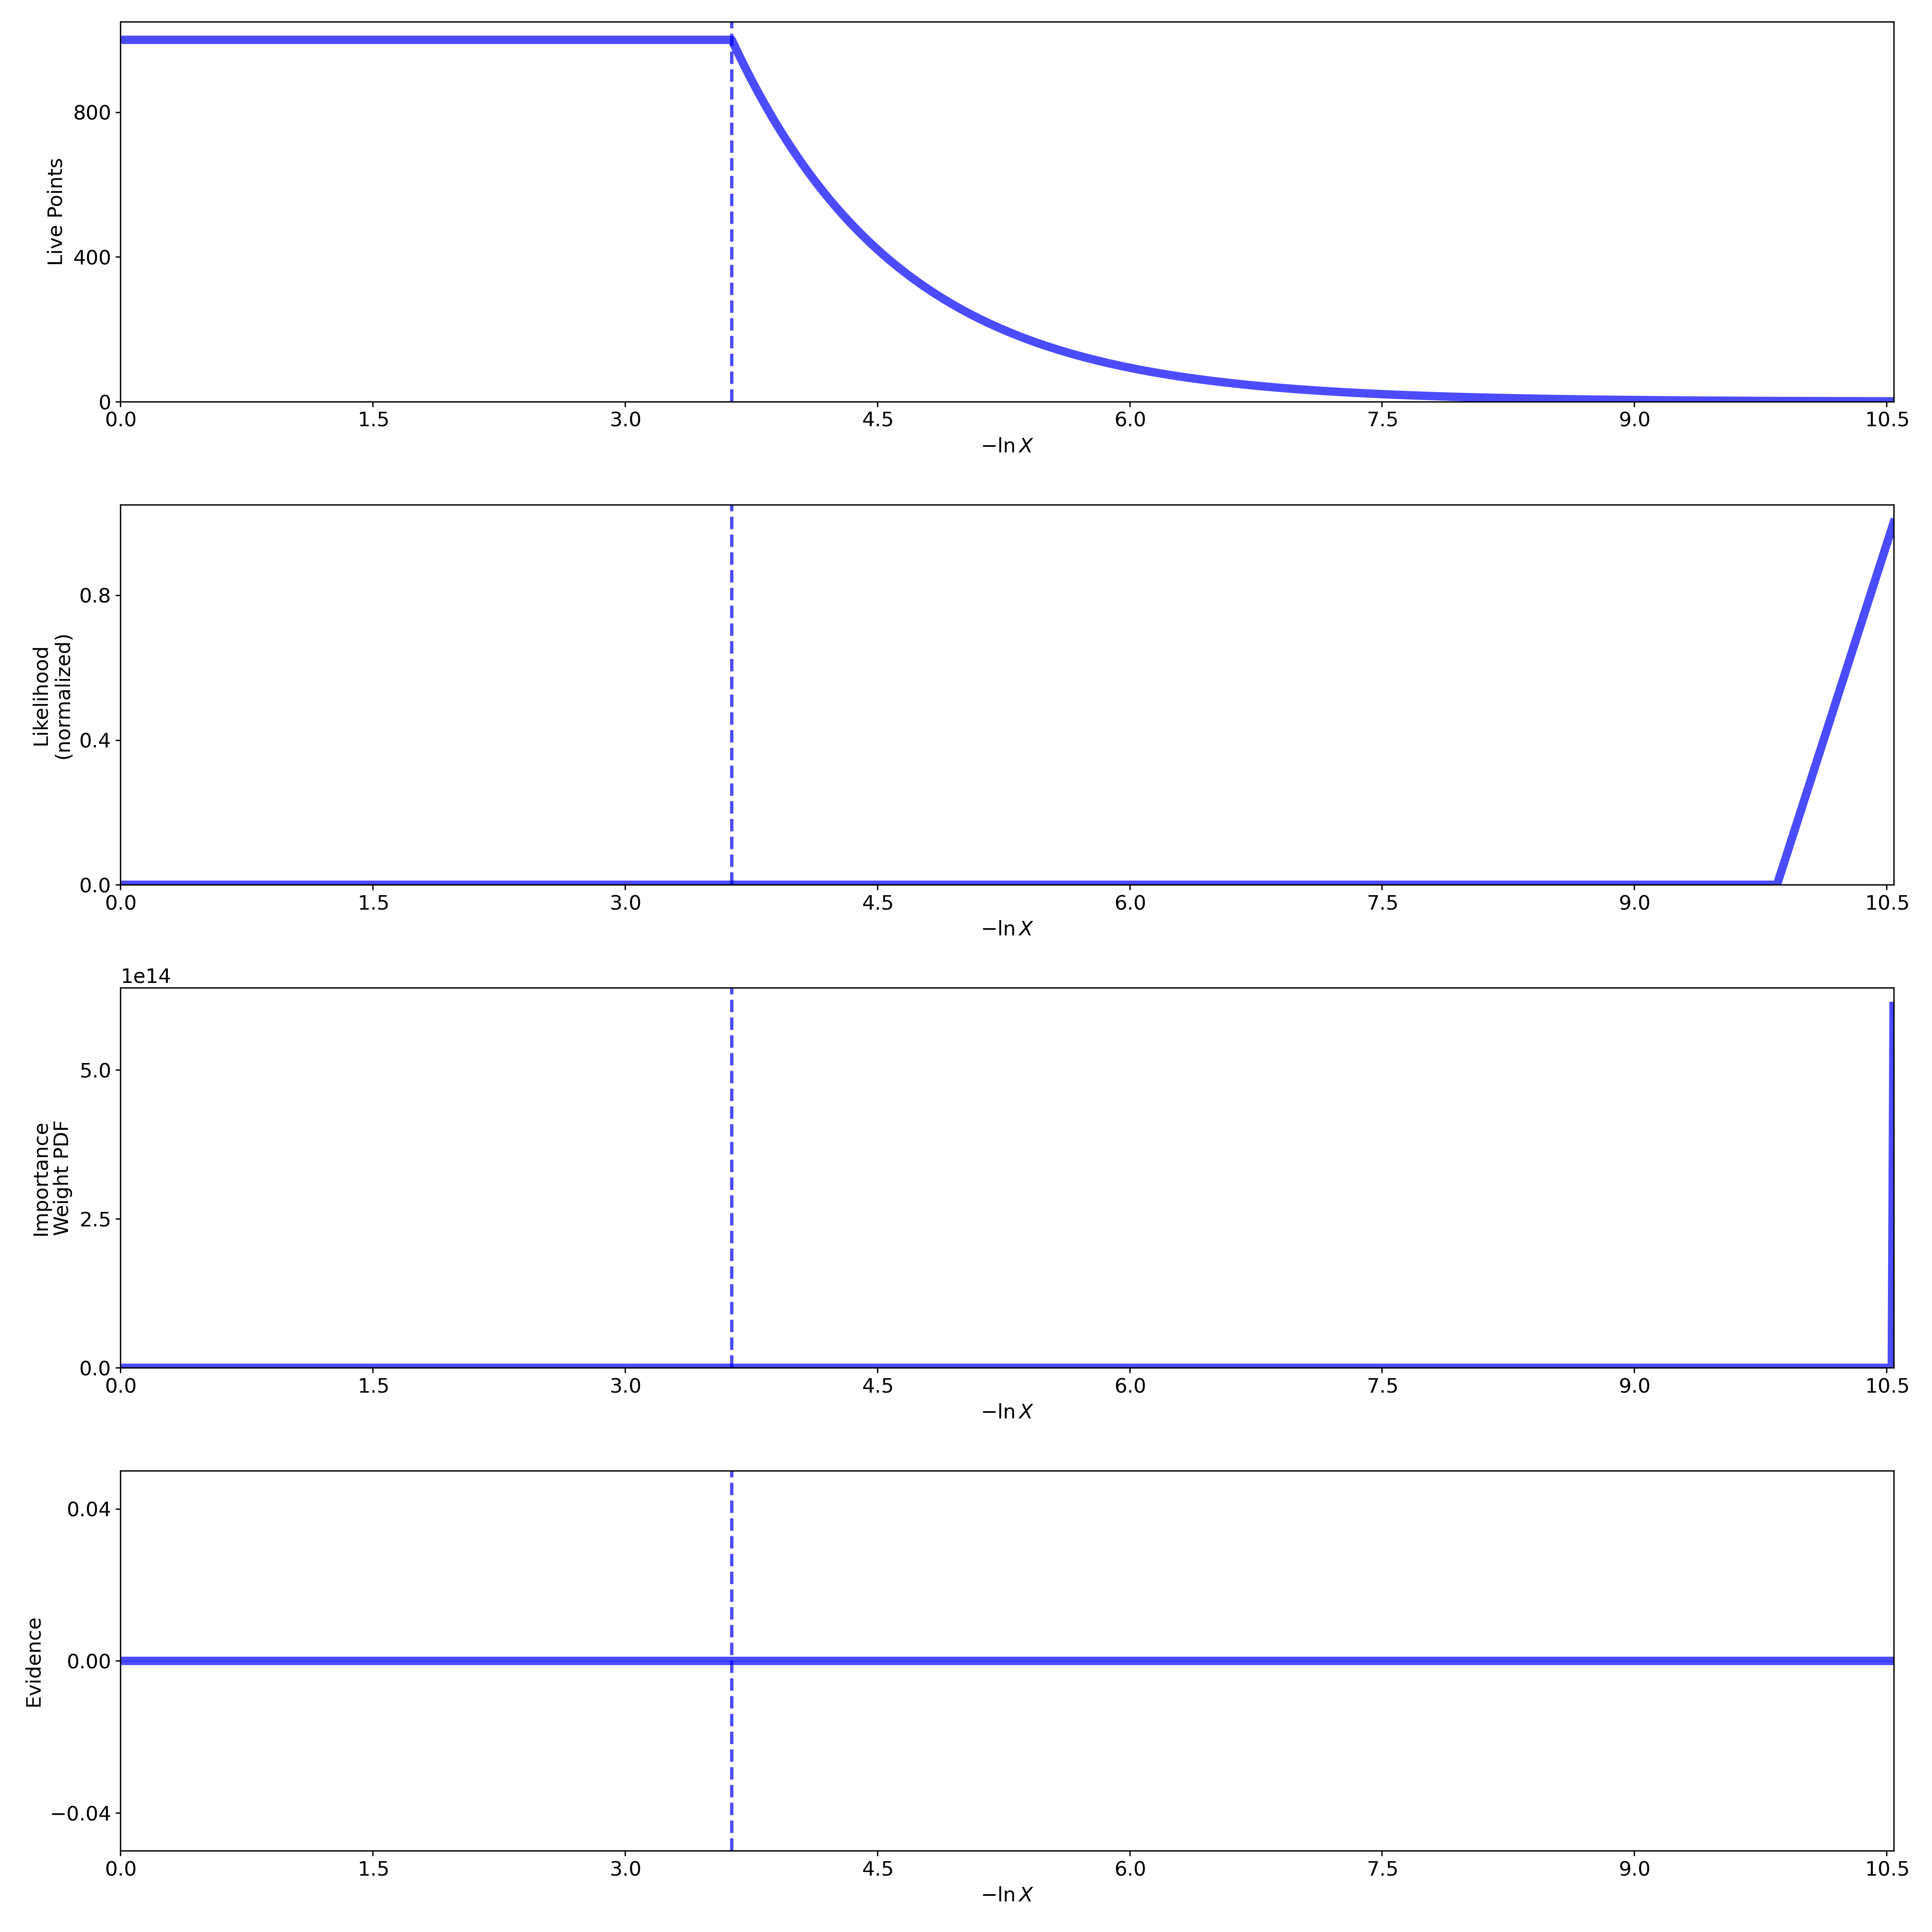 800
400
0
Live Points
0.0 1.5 3.0 4.5 6.0 7.5 9.0 10.5
−ln X
0.8
0.4
0.0
Likelihood
(normalized)
0.0 1.5 3.0 4.5 6.0 7.5 9.0 10.5
−ln X
1e14
5.0
2.5
0.0
Importance
Weight PDF
0.0 1.5 3.0 4.5 6.0 7.5 9.0 10.5
−ln X
0.04
0.00
−0.04
Evidence
0.0 1.5 3.0 4.5 6.0 7.5 9.0 10.5
−ln X